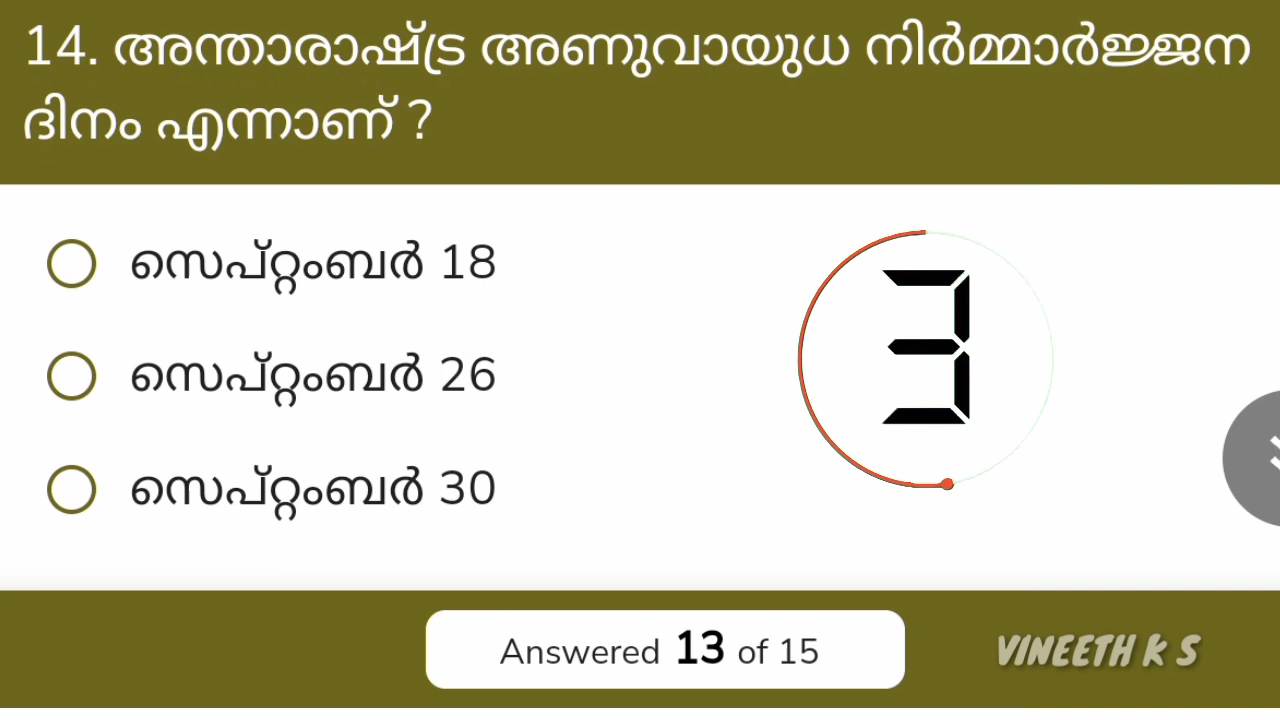 14. അന്താരാഷ്ട്ര അണുവായുധ നിർമ്മാർജ്ജന
ദിനം എന്നാണ് ?
സെപ്റ്റംബർ 18
3
സെപ്റ്റംബർ 26
സെപ്റ്റംബർ 30
Answered 13 of 15
VINEETH K S